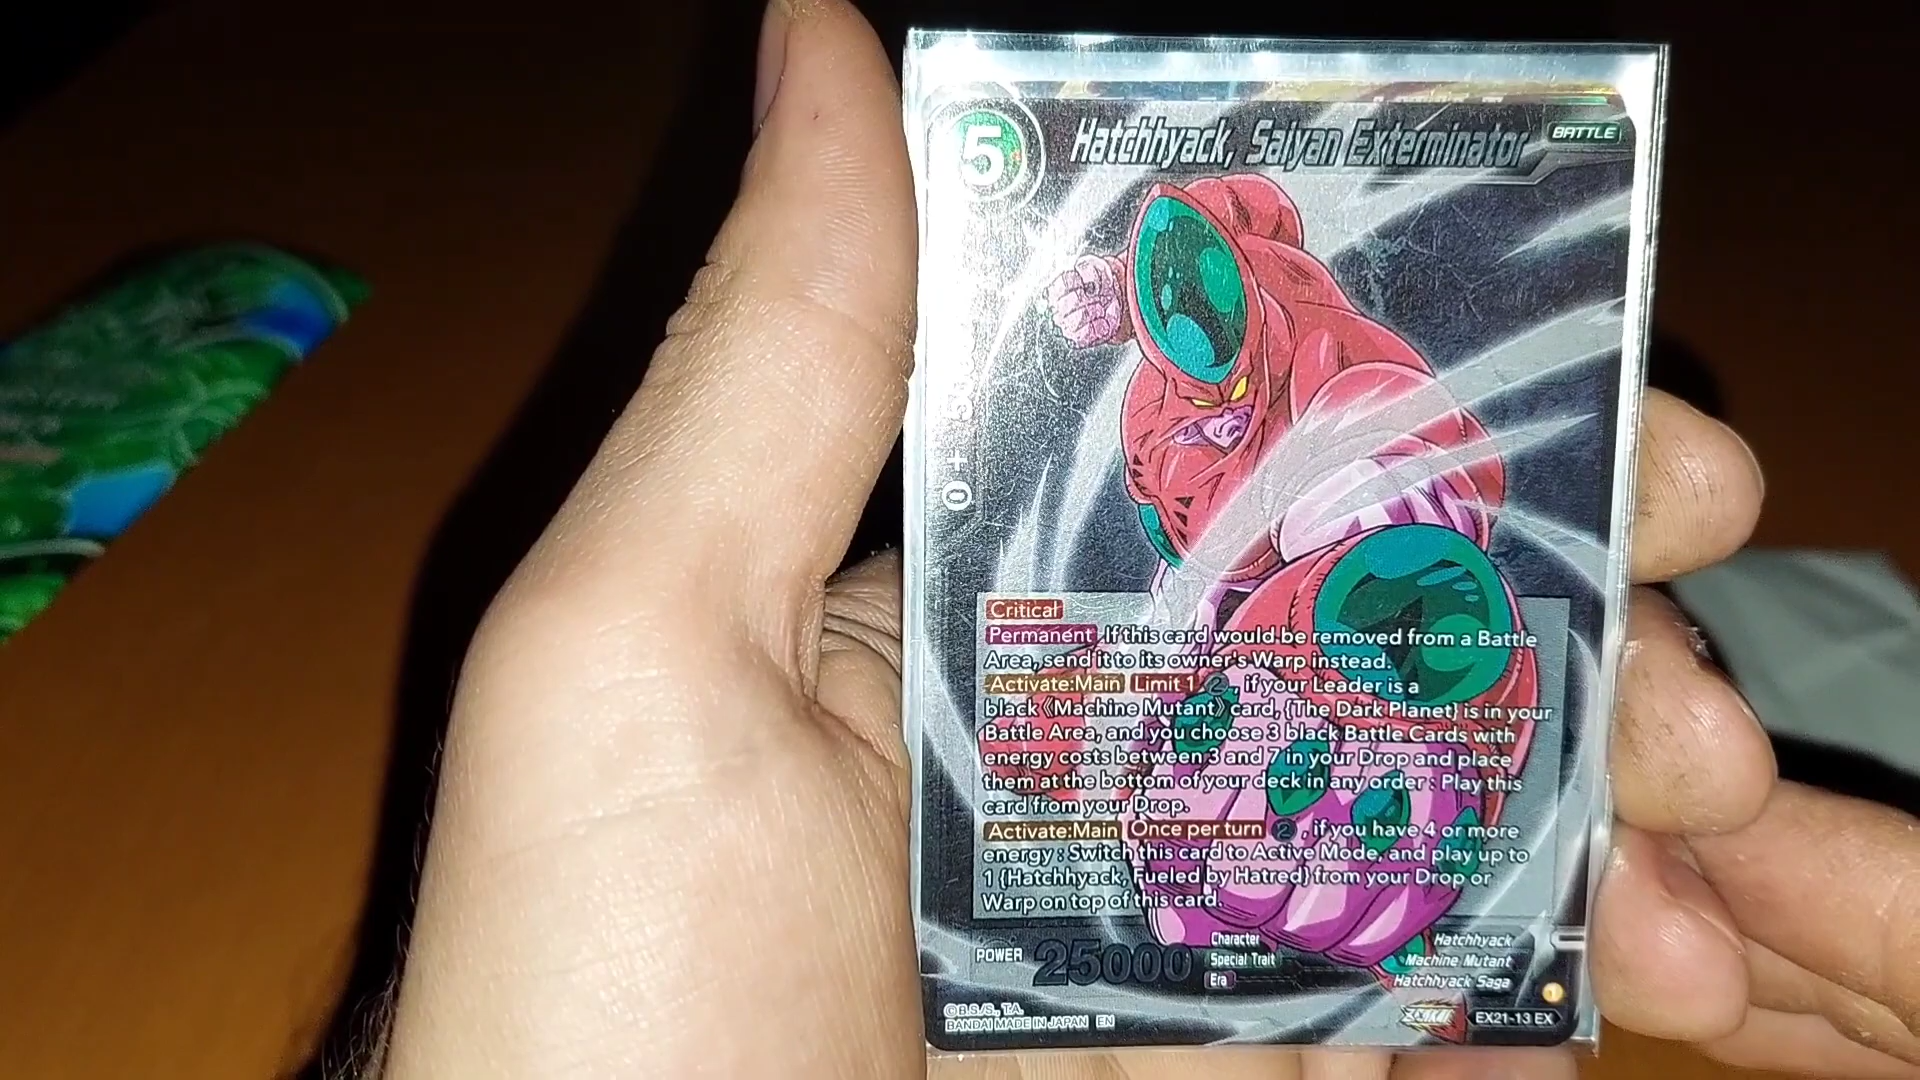 5
Hatchhyack, Saiyan Exterminator
BATTLE
+0
Critical
Permanent If this card would be removed from a Battle
Area, send it to its owner's Warp instead.
Activate:Main Limit 1 2, if your Leader is a
black《Machine Mutant》card, {The Dark Planet} is in your
Battle Area, and you choose 3 black Battle Cards with
energy costs between 3 and 7 in your Drop and place
them at the bottom of your deck in any order : Play this
card from your Drop.
Activate:Main Once per turn 2, if you have 4 or more
energy : Switch this card to Active Mode, and play up to
1 {Hatchhyack, Fueled by Hatred} from your Drop or
Warp on top of this card.
POWER 25000
Character Hatchhyack
Special Trait Machine Mutant
Era Hatchhyack Saga
©B.S./S., T.A.
BANDAI MADE IN JAPAN EN
ZENKAI EX21-13 EX